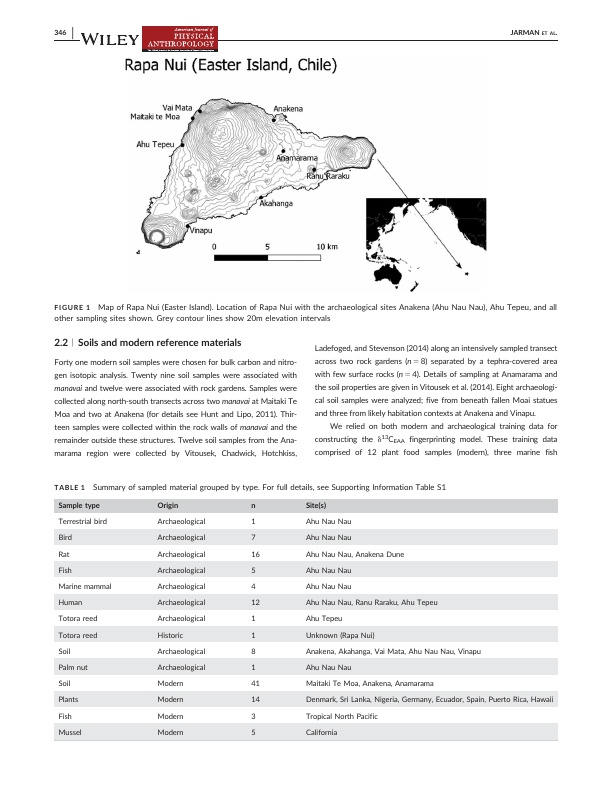 346
WILEY
American Journal of
PHYSICAL
ANTHROPOLOGY
JARMAN ET AL.
Rapa Nui (Easter Island, Chile)
Vai Mata
Maitaki te Moa
Anakena
Ahu Tepeu
Anamarama
Ranu Raraku
Akahanga
Vinapu
0 5 10 km
FIGURE 1 Map of Rapa Nui (Easter Island). Location of Rapa Nui with the archaeological sites Anakena (Ahu Nau Nau), Ahu Tepeu, and all
other sampling sites shown. Grey contour lines show 20m elevation intervals
2.2 | Soils and modern reference materials
Forty one modern soil samples were chosen for bulk carbon and nitro-
gen isotopic analysis. Twenty nine soil samples were associated with
manavai and twelve were associated with rock gardens. Samples were
collected along north-south transects across two manavai at Maitaki Te
Moa and two at Anakena (for details see Hunt and Lipo, 2011). Thir-
teen samples were collected within the rock walls of manavai and the
remainder outside these structures. Twelve soil samples from the Ana-
marama region were collected by Vitousek, Chadwick, Hotchkiss,
Ladefoged, and Stevenson (2014) along an intensively sampled transect
across two rock gardens (n = 8) separated by a tephra-covered area
with few surface rocks (n = 4). Details of sampling at Anamarama and
the soil properties are given in Vitousek et al. (2014). Eight archaeologi-
cal soil samples were analyzed; five from beneath fallen Moai statues
and three from likely habitation contexts at Anakena and Vinapu.
We relied on both modern and archaeological training data for
constructing the δ¹³C_EAA fingerprinting model. These training data
comprised of 12 plant food samples (modern), three marine fish
TABLE 1 Summary of sampled material grouped by type. For full details, see Supporting Information Table S1
Sample type Origin n Site(s)
Terrestrial bird Archaeological 1 Ahu Nau Nau
Bird Archaeological 7 Ahu Nau Nau
Rat Archaeological 16 Ahu Nau Nau, Anakena Dune
Fish Archaeological 5 Ahu Nau Nau
Marine mammal Archaeological 4 Ahu Nau Nau
Human Archaeological 12 Ahu Nau Nau, Ranu Raraku, Ahu Tepeu
Totora reed Archaeological 1 Ahu Tepeu
Totora reed Historic 1 Unknown (Rapa Nui)
Soil Archaeological 8 Anakena, Akahanga, Vai Mata, Ahu Nau Nau, Vinapu
Palm nut Archaeological 1 Ahu Nau Nau
Soil Modern 41 Maitaki Te Moa, Anakena, Anamarama
Plants Modern 14 Denmark, Sri Lanka, Nigeria, Germany, Ecuador, Spain, Puerto Rica, Hawaii
Fish Modern 3 Tropical North Pacific
Mussel Modern 5 California